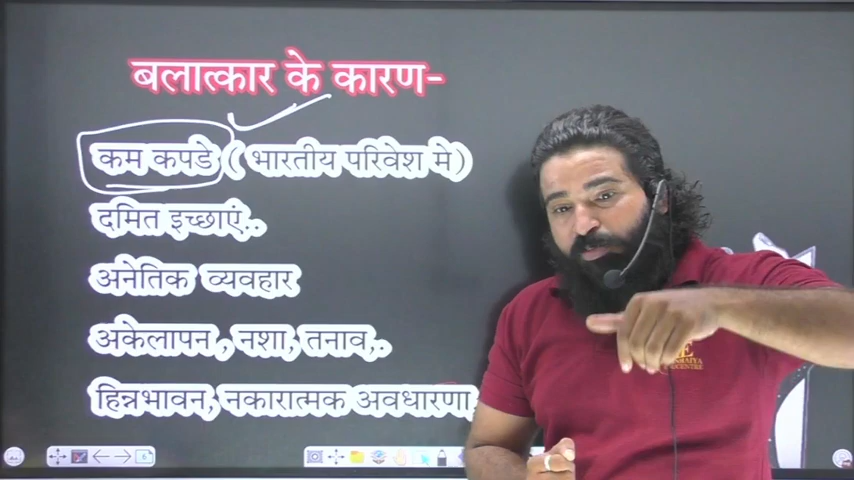 बलात्कार के कारण-
कम कपडे ( भारतीय परिवेश मे)
दमित इच्छाएं..
अनेतिक व्यवहार
अकेलापन , नशा, तनाव,.
हिन्नभावन, नकारात्मक अवधारणा
6